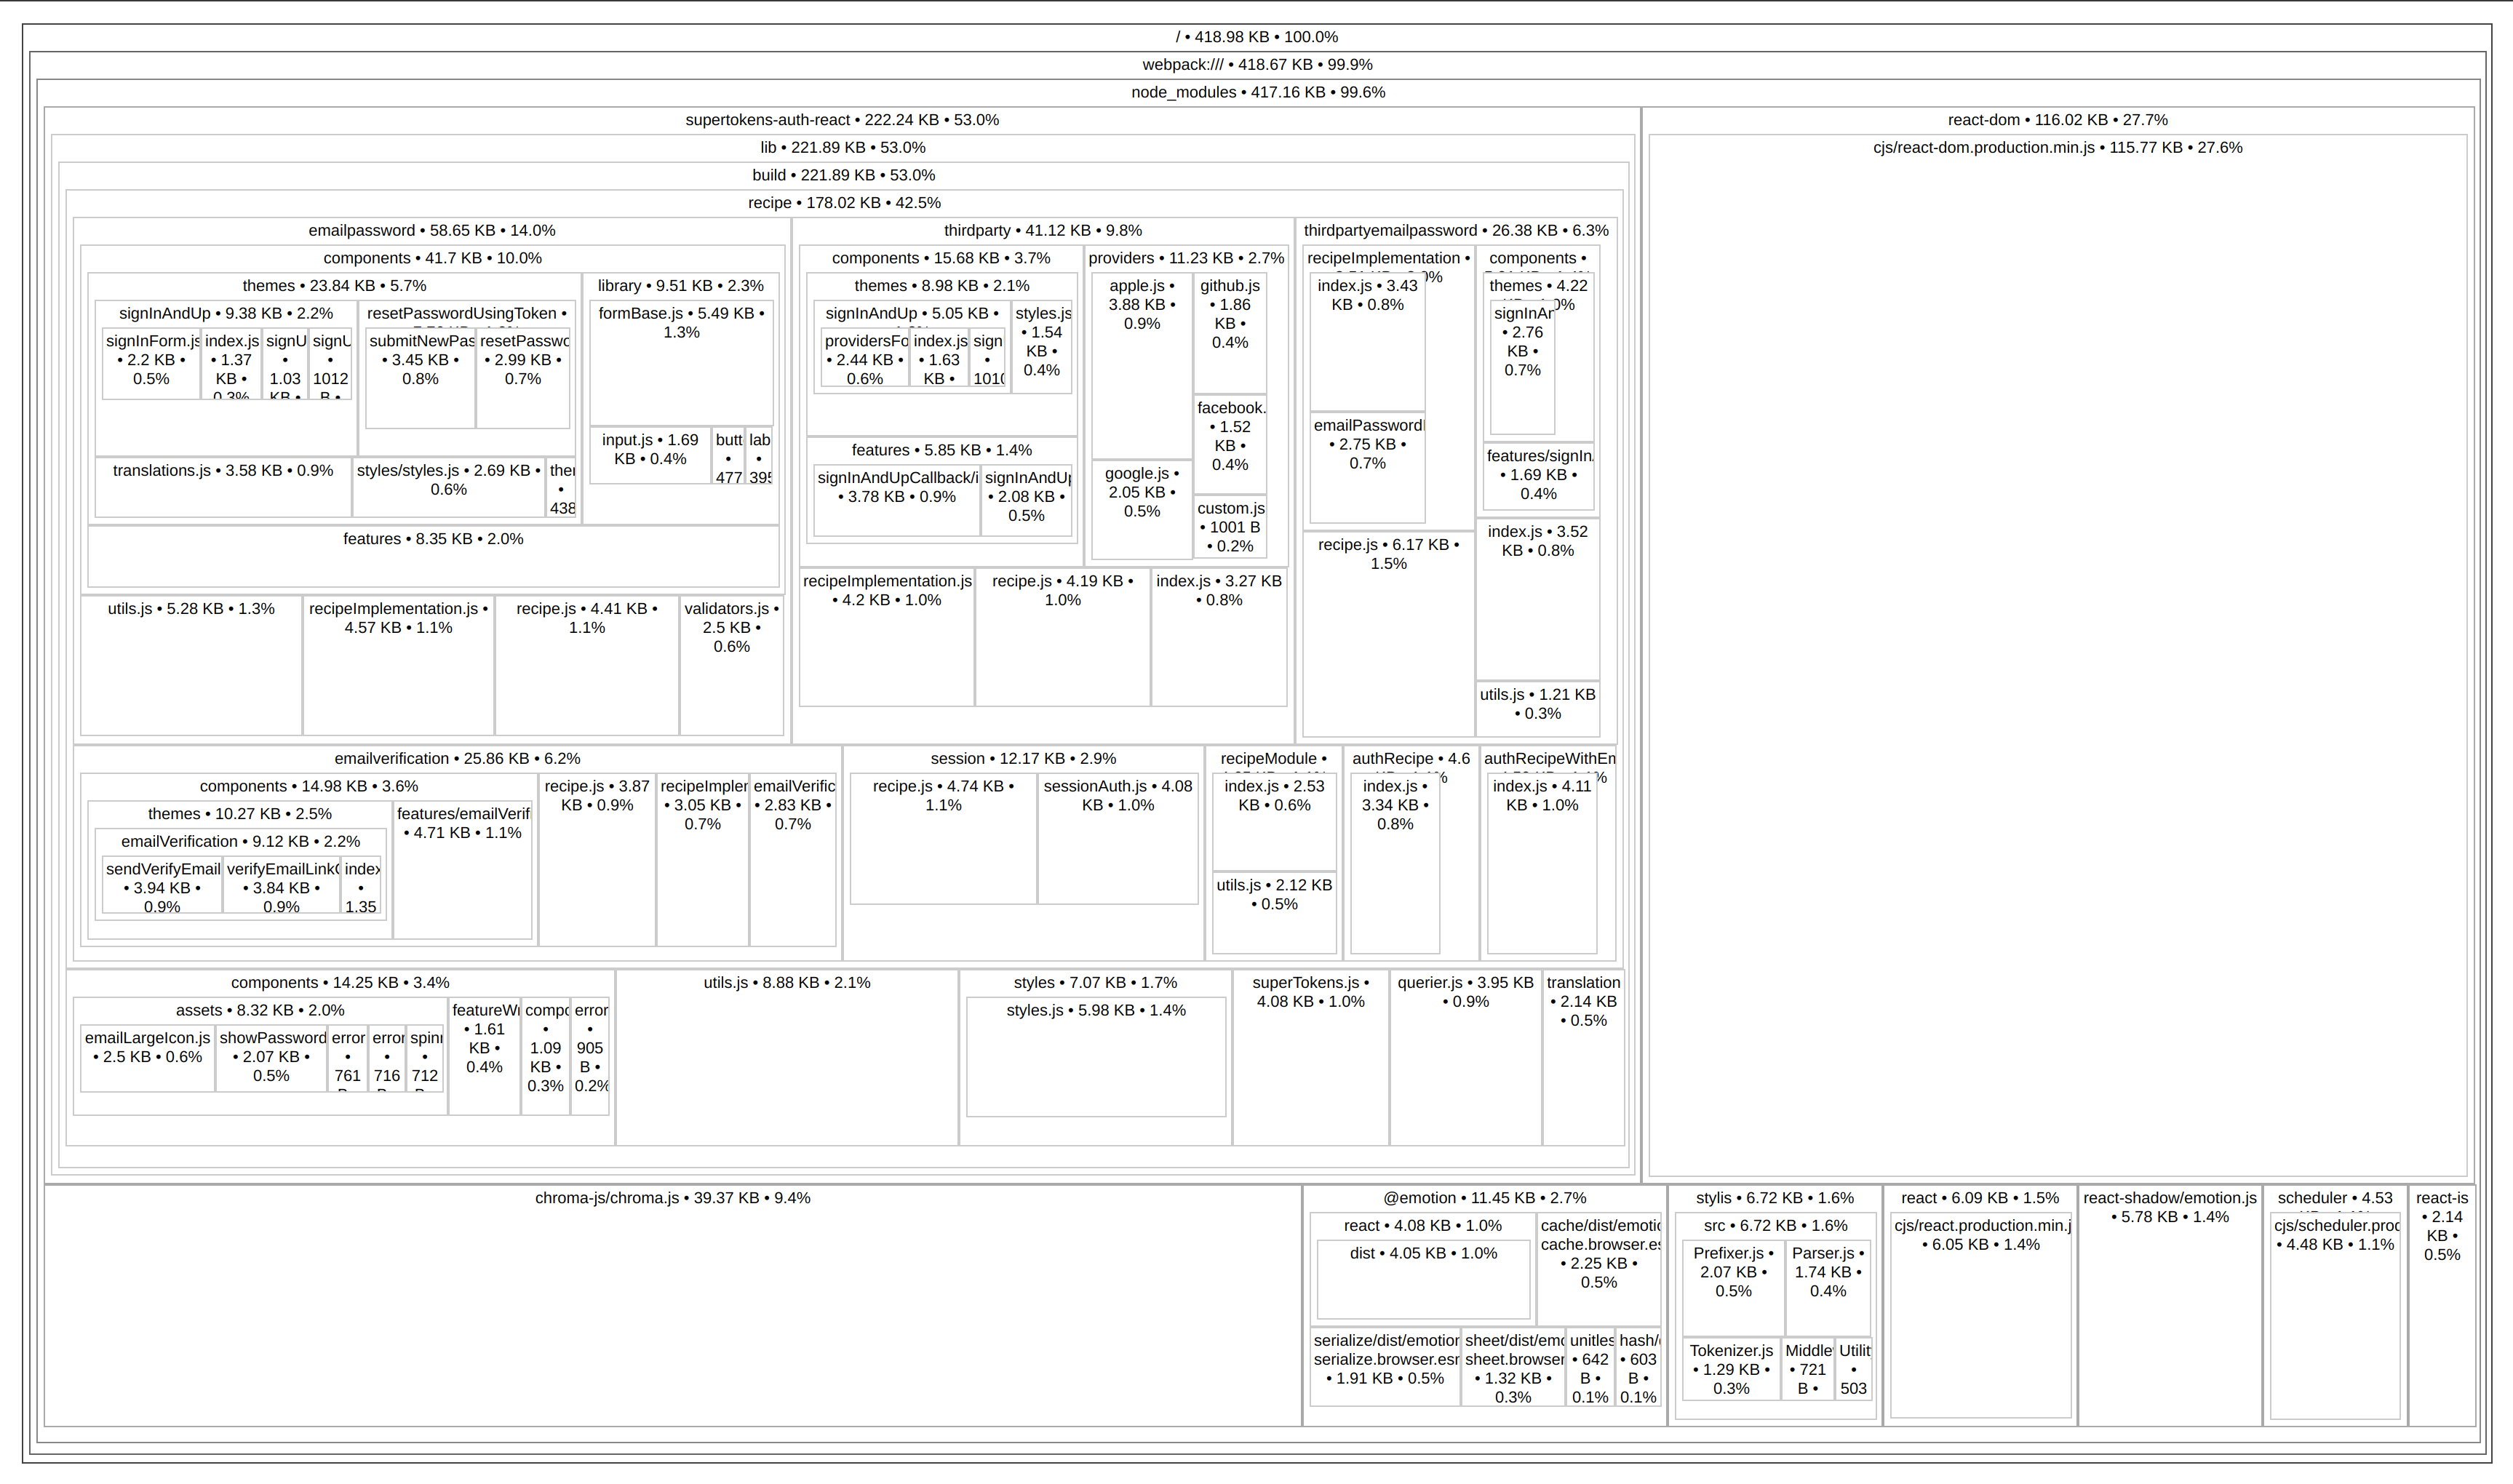 / • 418.98 KB • 100.0%
webpack:/// • 418.67 KB • 99.9%
node_modules • 417.16 KB • 99.6%
supertokens-auth-react • 222.24 KB • 53.0%
lib • 221.89 KB • 53.0%
build • 221.89 KB • 53.0%
recipe • 178.02 KB • 42.5%
emailpassword • 58.65 KB • 14.0%
components • 41.7 KB • 10.0%
themes • 23.84 KB • 5.7%
signInAndUp • 9.38 KB • 2.2%
signInForm.js
• 2.2 KB •
0.5%
index.js
• 1.37
KB •
0.3%
signU
•
1.03
KB •
signU
•
1012
B •
resetPasswordUsingToken •
submitNewPas
• 3.45 KB •
0.8%
resetPasswo
• 2.99 KB •
0.7%
translations.js • 3.58 KB • 0.9%
styles/styles.js • 2.69 KB •
0.6%
•
438
library • 9.51 KB • 2.3%
formBase.js • 5.49 KB •
1.3%
input.js • 1.69
KB • 0.4%
butt
•
477
lab
•
395
features • 8.35 KB • 2.0%
utils.js • 5.28 KB • 1.3%
recipeImplementation.js •
4.57 KB • 1.1%
recipe.js • 4.41 KB •
1.1%
validators.js •
2.5 KB •
0.6%
thirdparty • 41.12 KB • 9.8%
components • 15.68 KB • 3.7%
themes • 8.98 KB • 2.1%
signInAndUp • 5.05 KB •
providersFo
• 2.44 KB •
0.6%
index.js
• 1.63
KB •
sign
•
1010
styles.js
• 1.54
KB •
0.4%
features • 5.85 KB • 1.4%
signInAndUpCallback/i
• 3.78 KB • 0.9%
signInAndUp
• 2.08 KB •
0.5%
providers • 11.23 KB • 2.7%
apple.js •
3.88 KB •
0.9%
google.js •
2.05 KB •
0.5%
github.js
• 1.86
KB •
0.4%
facebook.
• 1.52
KB •
0.4%
custom.js
• 1001 B
• 0.2%
recipeImplementation.js
• 4.2 KB • 1.0%
recipe.js • 4.19 KB •
1.0%
index.js • 3.27 KB
• 0.8%
thirdpartyemailpassword • 26.38 KB • 6.3%
recipeImplementation •
index.js • 3.43
KB • 0.8%
emailPassword
• 2.75 KB •
0.7%
recipe.js • 6.17 KB •
1.5%
components •
themes • 4.22
signInAn
• 2.76
KB •
0.7%
features/signIn
• 1.69 KB •
0.4%
index.js • 3.52
KB • 0.8%
utils.js • 1.21 KB
• 0.3%
emailverification • 25.86 KB • 6.2%
components • 14.98 KB • 3.6%
themes • 10.27 KB • 2.5%
emailVerification • 9.12 KB • 2.2%
sendVerifyEmail
• 3.94 KB •
0.9%
verifyEmailLink
• 3.84 KB •
0.9%
index
•
1.35
features/emailVerif
• 4.71 KB • 1.1%
recipe.js • 3.87
KB • 0.9%
recipeImplem
• 3.05 KB •
0.7%
emailVerific
• 2.83 KB •
0.7%
session • 12.17 KB • 2.9%
recipe.js • 4.74 KB •
1.1%
sessionAuth.js • 4.08
KB • 1.0%
recipeModule •
index.js • 2.53
KB • 0.6%
utils.js • 2.12 KB
• 0.5%
authRecipe • 4.6
index.js •
3.34 KB •
0.8%
authRecipeWithEm
index.js • 4.11
KB • 1.0%
components • 14.25 KB • 3.4%
assets • 8.32 KB • 2.0%
emailLargeIcon.js
• 2.5 KB • 0.6%
showPassword
• 2.07 KB •
0.5%
error
•
761
error
•
716
spin
•
712
featureW
• 1.61
KB •
0.4%
compo
•
1.09
KB •
0.3%
error
•
905
B •
0.2%
utils.js • 8.88 KB • 2.1%
styles • 7.07 KB • 1.7%
styles.js • 5.98 KB • 1.4%
superTokens.js •
4.08 KB • 1.0%
querier.js • 3.95 KB
• 0.9%
translation
• 2.14 KB
• 0.5%
react-dom • 116.02 KB • 27.7%
cjs/react-dom.production.min.js • 115.77 KB • 27.6%
chroma-js/chroma.js • 39.37 KB • 9.4%
@emotion • 11.45 KB • 2.7%
react • 4.08 KB • 1.0%
dist • 4.05 KB • 1.0%
cache/dist/emotio
cache.browser.es
• 2.25 KB •
0.5%
serialize/dist/emotion
serialize.browser.esm
• 1.91 KB • 0.5%
sheet/dist/emo
sheet.browser
• 1.32 KB •
0.3%
unitles
• 642
B •
0.1%
hash/
• 603
B •
0.1%
stylis • 6.72 KB • 1.6%
src • 6.72 KB • 1.6%
Prefixer.js •
2.07 KB •
0.5%
Parser.js •
1.74 KB •
0.4%
Tokenizer.js
• 1.29 KB •
0.3%
Middle
• 721
B •
Utilit
•
503
react • 6.09 KB • 1.5%
cjs/react.production.min.j
• 6.05 KB • 1.4%
react-shadow/emotion.js
• 5.78 KB • 1.4%
scheduler • 4.53
cjs/scheduler.prod
• 4.48 KB • 1.1%
react-is
• 2.14
KB •
0.5%